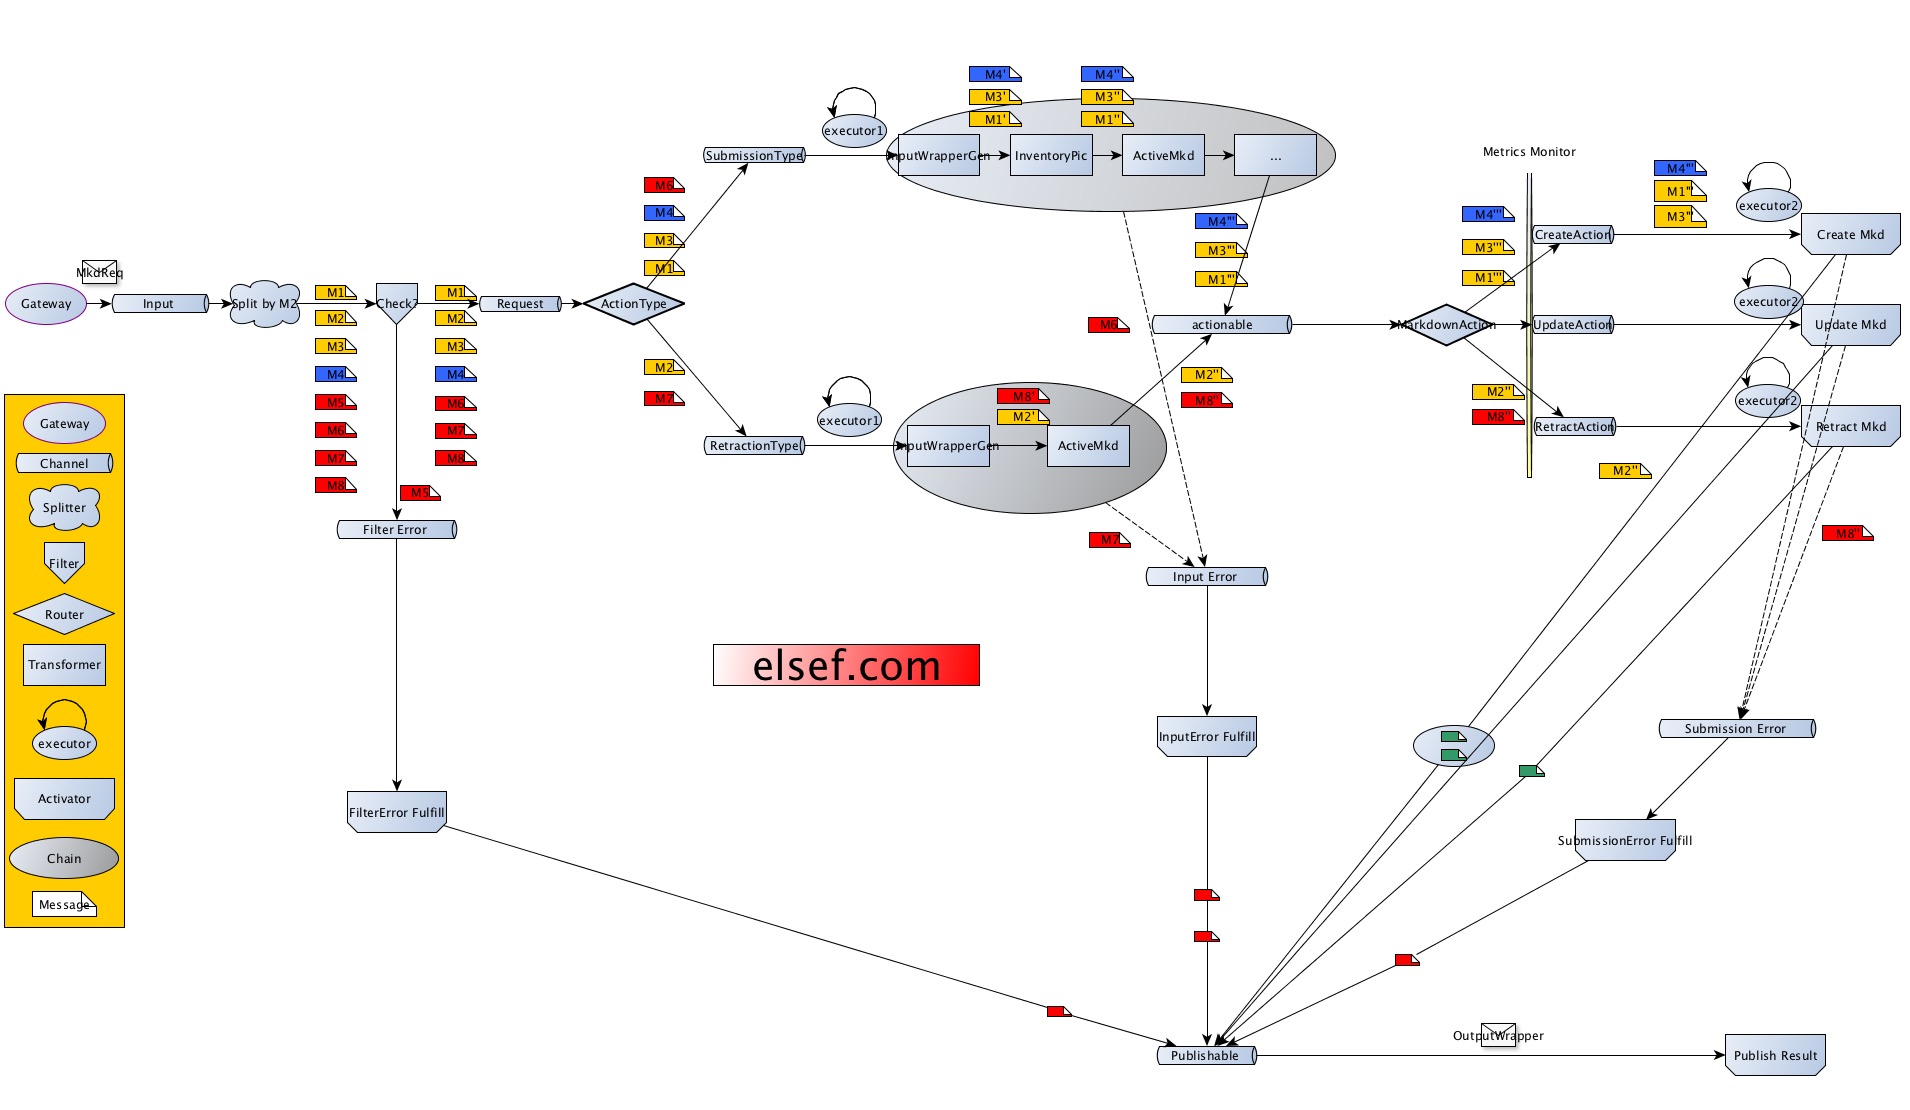 M4'
M4''
M3'
M3''
M1'
M1''
executor1
SubmissionType
InputWrapperGen
InventoryPic
ActiveMkd
...
Metrics Monitor
M4'''
M1'''
M3'''
executor2
M6
M4
M3
M1
M4'''
M3'''
M1'''
M4'''
M3'''
M1'''
CreateAction
Create Mkd
MkdReq
Gateway
Input
Split by M2
M1
M2
M3
M4
M5
M6
M7
M8
Check?
M1
M2
M3
M4
M6
M7
M8
Request
ActionType
M6
actionable
MarkdownAction
UpdateAction
executor2
Update Mkd
M2
M7
executor1
RetractionType
InputWrapperGen
M8'
M2'
ActiveMkd
M2''
M8''
M2''
M8''
RetractAction
executor2
Retract Mkd
M2''
M5
Filter Error
M7
Input Error
M8''
Gateway
Channel
Splitter
Filter
Router
Transformer
executor
Activator
Chain
Message
elsef.com
InputError Fulfill
Submission Error
FilterError Fulfill
SubmissionError Fulfill
OutputWrapper
Publishable
Publish Result